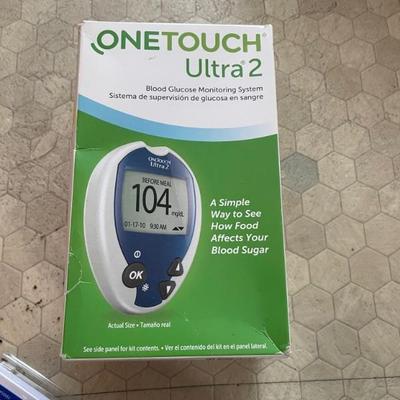 ONETOUCH®
Ultra®2
Blood Glucose Monitoring System
Sistema de supervisión de glucosa en sangre
ONETOUCH®
Ultra 2
BEFORE MEAL
104 mg/dL
01-17-10 9:30 AM
OK
A Simple
Way to See
How Food
Affects Your
Blood Sugar
Actual Size • Tamaño real
See side panel for kit contents. • Ver el contenido del kit en el panel lateral.